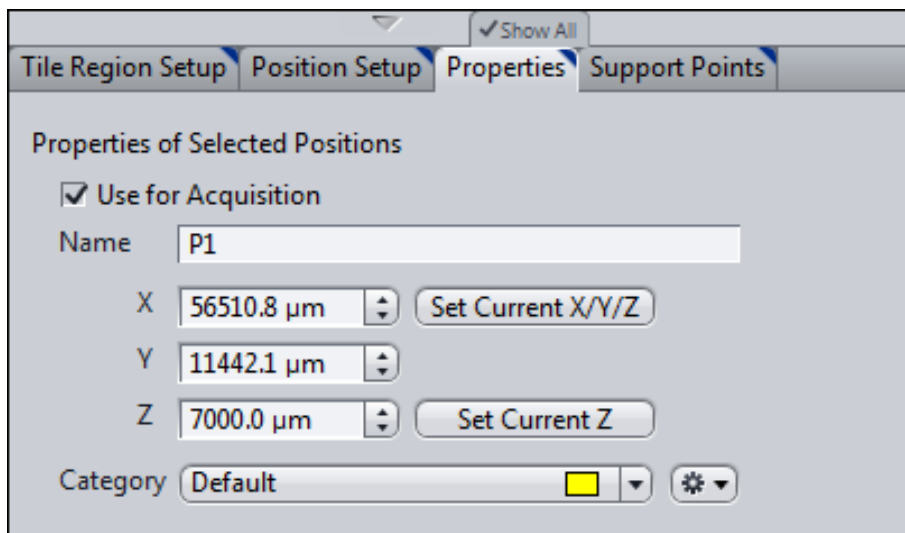 Show All
Tile Region Setup Position Setup Properties Support Points
Properties of Selected Positions
Use for Acquisition
Name P1
X 56510.8 µm Set Current X/Y/Z
Y 11442.1 µm
Z 7000.0 µm Set Current Z
Category Default